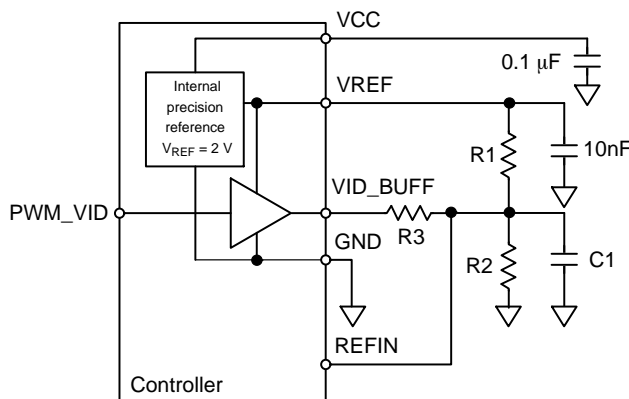 VCC
0.1 μF
Internal
precision
reference
VREF = 2 V
VREF
R1
10nF
PWM_VID
VID_BUFF
R3
GND
R2
C1
REFIN
Controller